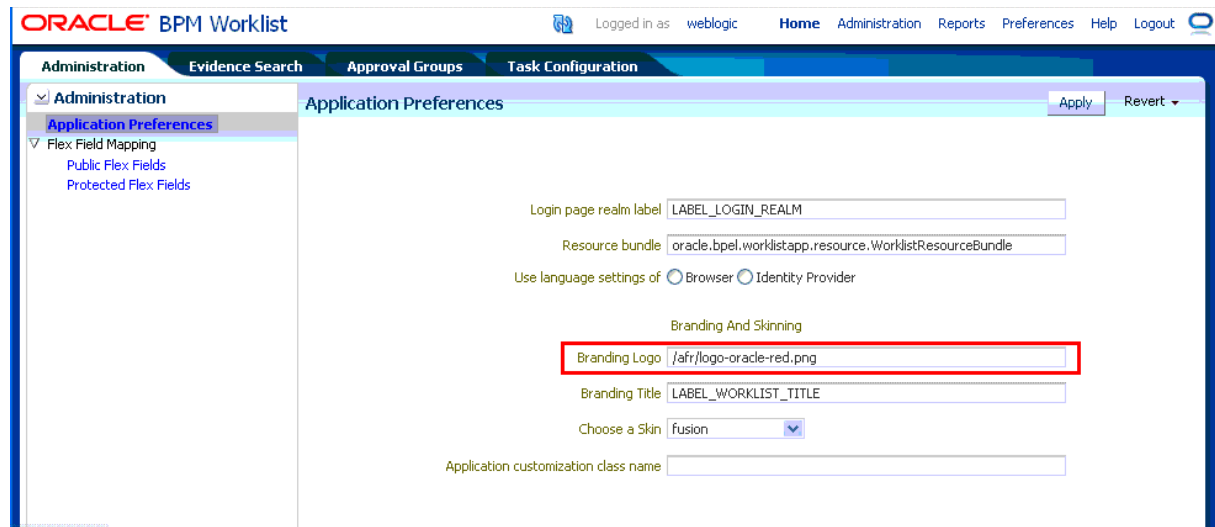 ORACLE BPM Worklist Logged in as weblogic Home Administration Reports Preferences Help Logout
Administration Evidence Search Approval Groups Task Configuration
Administration
Application Preferences
Flex Field Mapping
Public Flex Fields
Protected Flex Fields
Application Preferences Apply Revert
Login page realm label LABEL_LOGIN_REALM
Resource bundle oracle.bpel.worklistapp.resource.WorklistResourceBundle
Use language settings of Browser Identity Provider
Branding And Skinning
Branding Logo /afr/logo-oracle-red.png
Branding Title LABEL_WORKLIST_TITLE
Choose a Skin fusion
Application customization class name